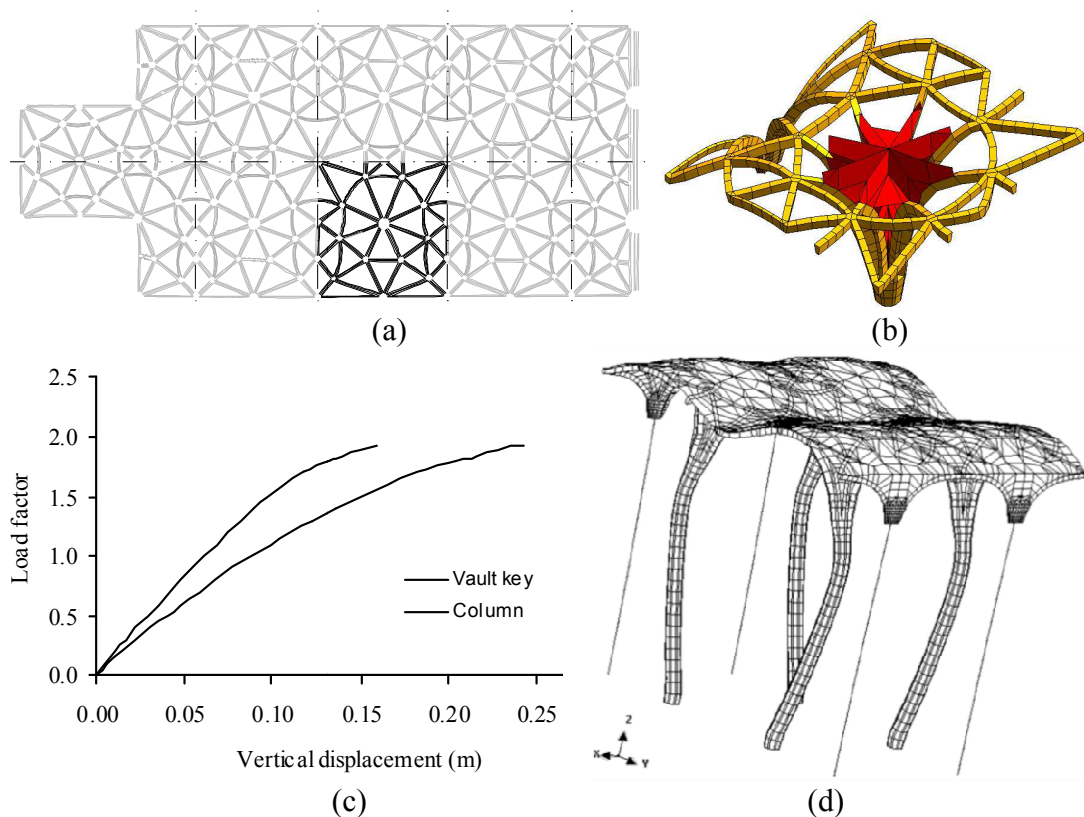 (a)
(b)
2.5
2.0
1.5
1.0
0.5
0.0
Load factor
Vault key
Column
0.00 0.05 0.10 0.15 0.20 0.25
Vertical displacement (m)
(c)
Z
X
Y
(d)